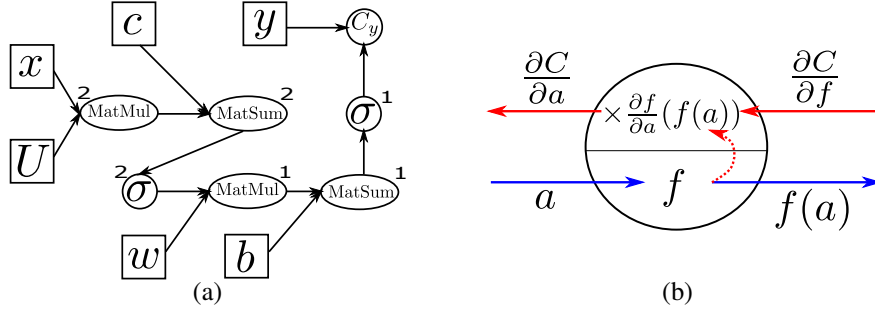 x
U
c
y
C_y
2
MatMul
MatSum
2
σ
1
2
σ
MatMul
1
MatSum
1
w
b
(a)
∂C/∂a
∂C/∂f
× ∂f/∂a (f(a))
a
f
f(a)
(b)